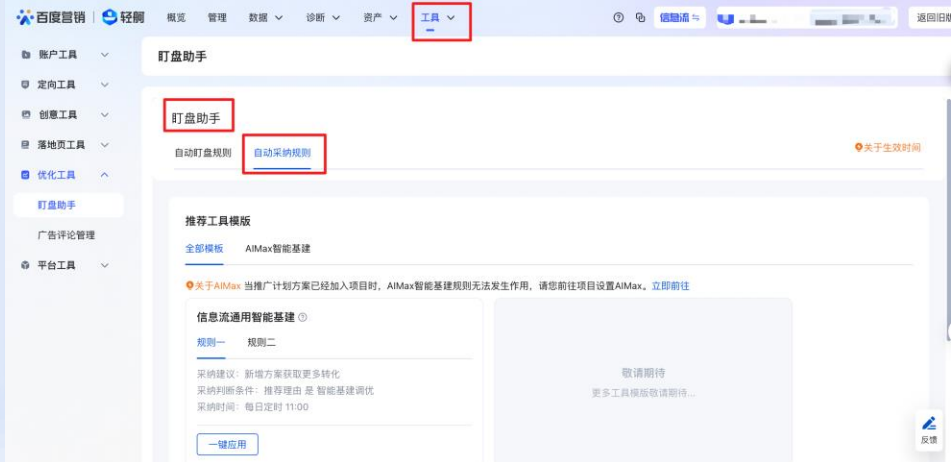 百度营销 轻舸 概览 管理 数据 诊断 资产 工具 信息流 返回旧版
账户工具
定向工具
创意工具
落地页工具
优化工具
盯盘助手
广告评论管理
平台工具
盯盘助手
盯盘助手
自动盯盘规则 自动采纳规则 关于生效时间
推荐工具模版
全部模板 AIMax智能基建
关于AIMax 当推广计划方案已经加入项目时，AIMax智能基建规则无法发生作用，请您前往项目设置AIMax。立即前往
信息流通用智能基建
规则一 规则二
采纳建议：新增方案获取更多转化
采纳判断条件：推荐理由 是 智能基建调优
采纳时间：每日定时 11:00
一键应用
敬请期待
更多工具模版敬请期待...
反馈